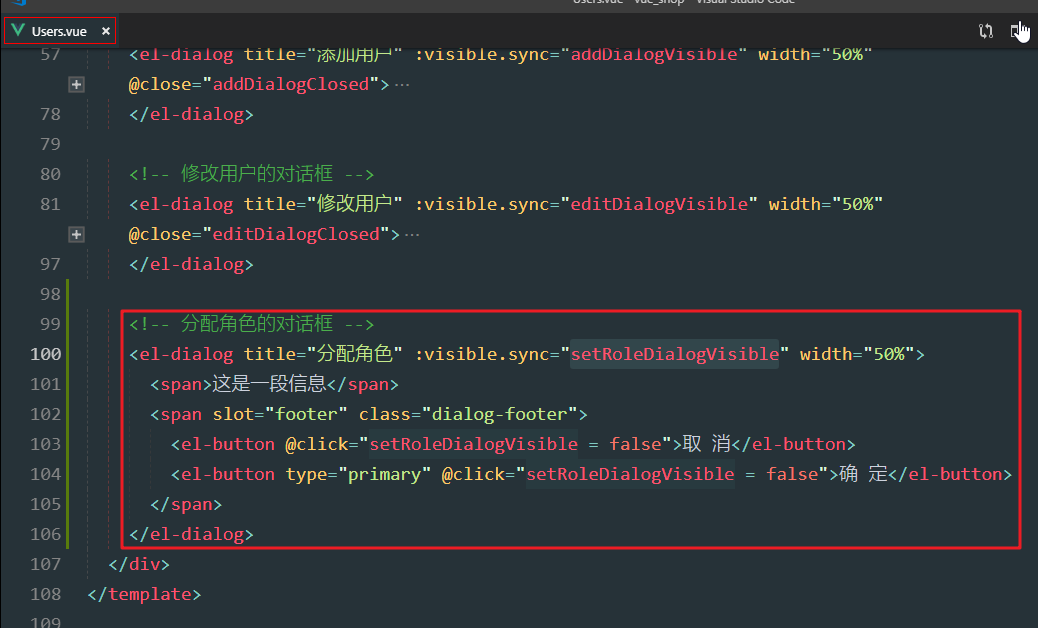 Users.vue - vue_shop - Visual Studio Code
Users.vue ×
57 <el-dialog title="添加用户" :visible.sync="addDialogVisible" width="50%"
@close="addDialogClosed">…
78 </el-dialog>
79
80 <!-- 修改用户的对话框 -->
81 <el-dialog title="修改用户" :visible.sync="editDialogVisible" width="50%"
@close="editDialogClosed">…
97 </el-dialog>
98
99 <!-- 分配角色的对话框 -->
100 <el-dialog title="分配角色" :visible.sync="setRoleDialogVisible" width="50%">
101 <span>这是一段信息</span>
102 <span slot="footer" class="dialog-footer">
103 <el-button @click="setRoleDialogVisible = false">取 消</el-button>
104 <el-button type="primary" @click="setRoleDialogVisible = false">确 定</el-button>
105 </span>
106 </el-dialog>
107 </div>
108 </template>
109